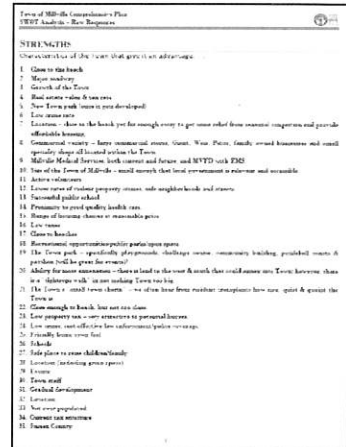 Town of Millville Comprehensive Plan
SWOT Analysis – Raw Responses
STRENGTHS
Characteristics of the Town that give it an advantage
1. Close to the beach
2. Major roadway
3. Growth of the Town
4. Real estate value & tax rate
5. New Town park (once it gets developed)
6. Low crime rate
7. Location – close to the beach yet far enough away to get some relief from seasonal congestion and provide
affordable housing
8. Commercial variety – large commercial stores, Giant, Weis, family owned businesses and small
specialty shops all located within the Town
9. Millville Medical Services, both current and future, and MVFD with EMS
10. Size of the Town of Millville – small enough that local government is relevant and accessible
11. Active volunteers
12. Lower rates of violent property crimes, safe neighborhoods and streets
13. Successful public school
14. Proximity to good quality health care
15. Range of housing choices at reasonable price
16. Low taxes
17. Close to beaches
18. Recreational opportunities/public parks/open space
19. The Town park – specifically playgrounds, challenge course, community building, pickleball courts &
pavilion (will be great for events)
20. Ability for more annexation – there is land to the west & south that could annex into Town; however, there
is a "tightrope walk" in not making Town too big
21. The Town's "small town charm" – we often hear from resident transplants how nice, quiet & quaint the
Town is
22. Close enough to beach, but not too close
23. Low property tax – very attractive to potential buyers
24. Low crime, cost effective law enforcement/police coverage
25. Friendly home town feel
26. Schools
27. Safe place to raise children/family
28. Location (including green space)
29. Events
30. Town staff
31. Gradual development
32. Location
33. Not over populated
34. Current tax structure
35. Sussex County